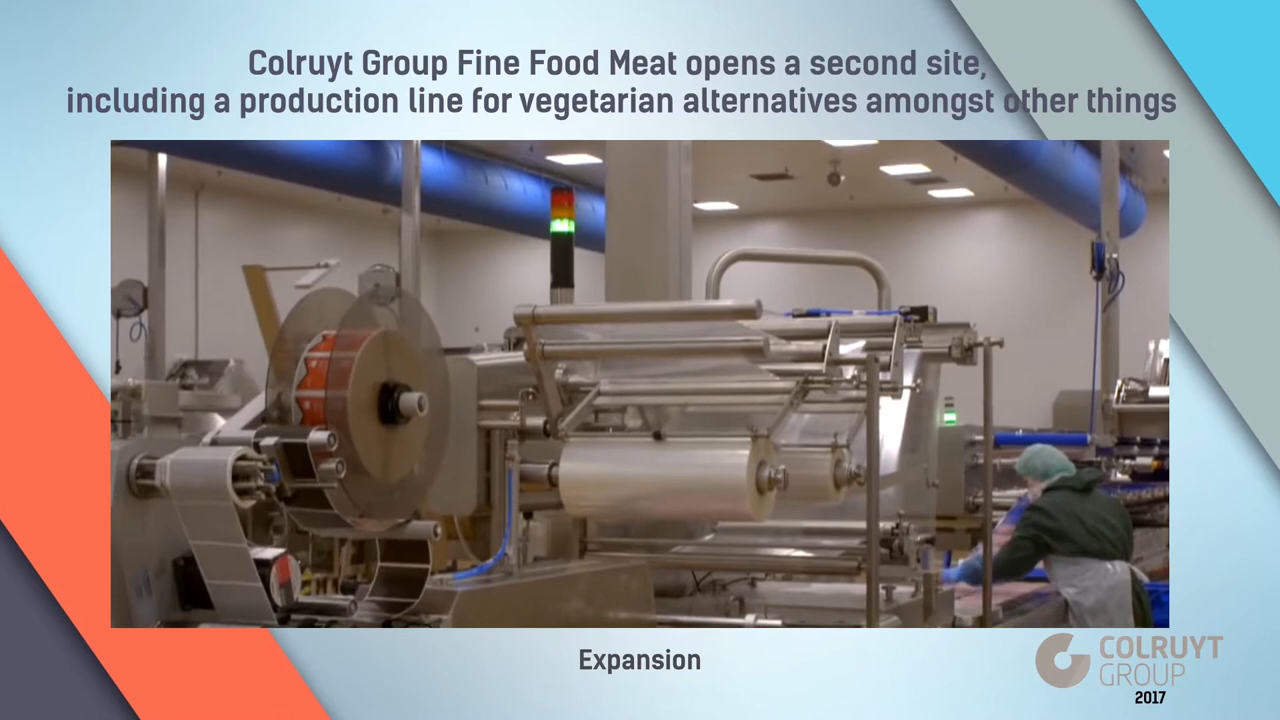 Colruyt Group Fine Food Meat opens a second site,
including a production line for vegetarian alternatives amongst other things
Expansion
COLRUYT
GROUP
2017